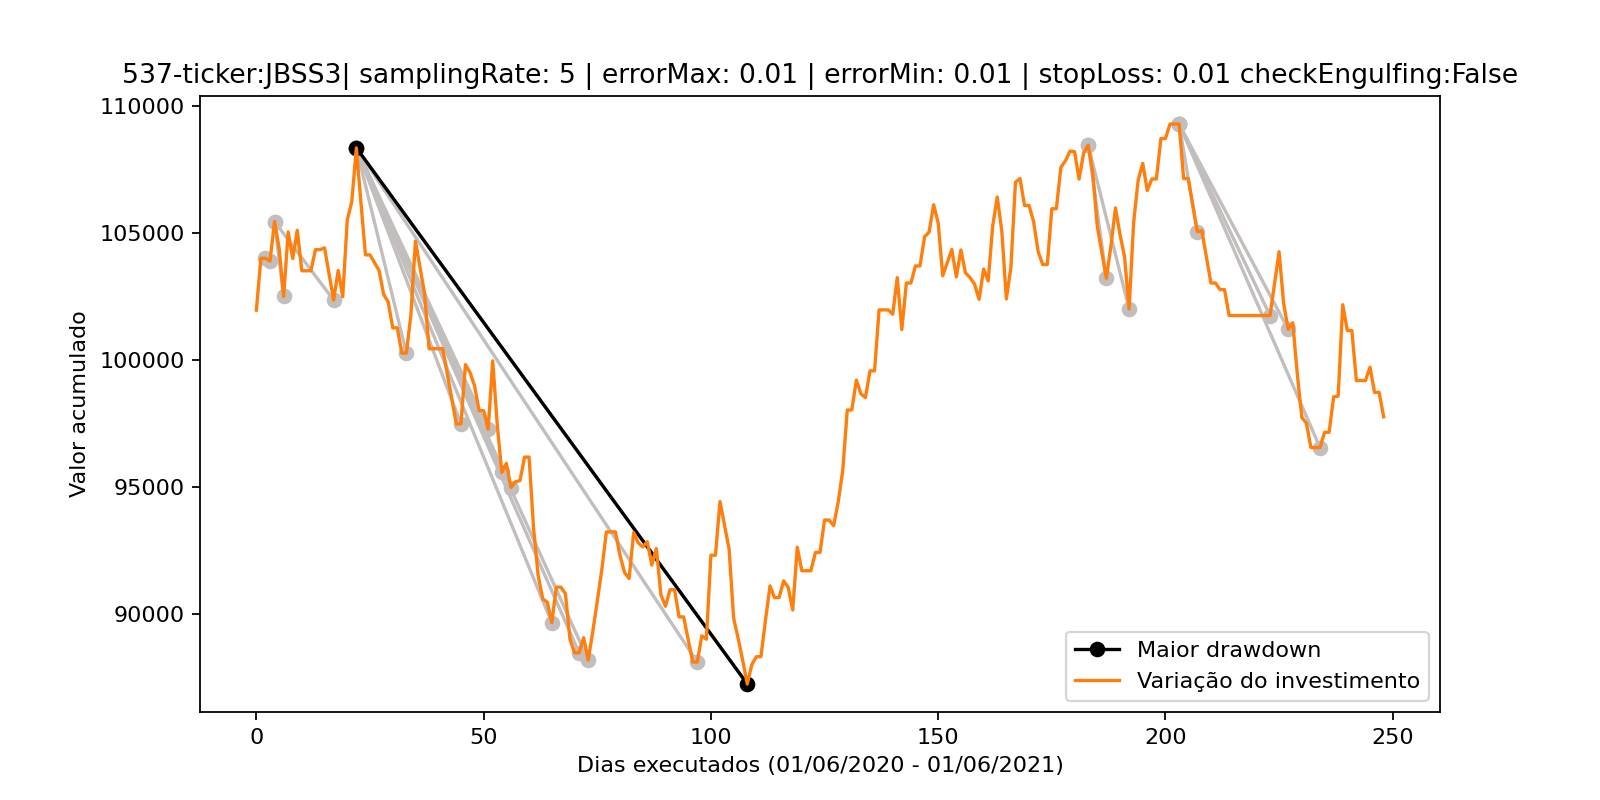 537-ticker:JBSS3| samplingRate: 5 | errorMax: 0.01 | errorMin: 0.01 | stopLoss: 0.01 checkEngulfing:False
110000
105000
100000
95000
90000
Valor acumulado
Maior drawdown
Variação do investimento
0 50 100 150 200 250
Dias executados (01/06/2020 - 01/06/2021)